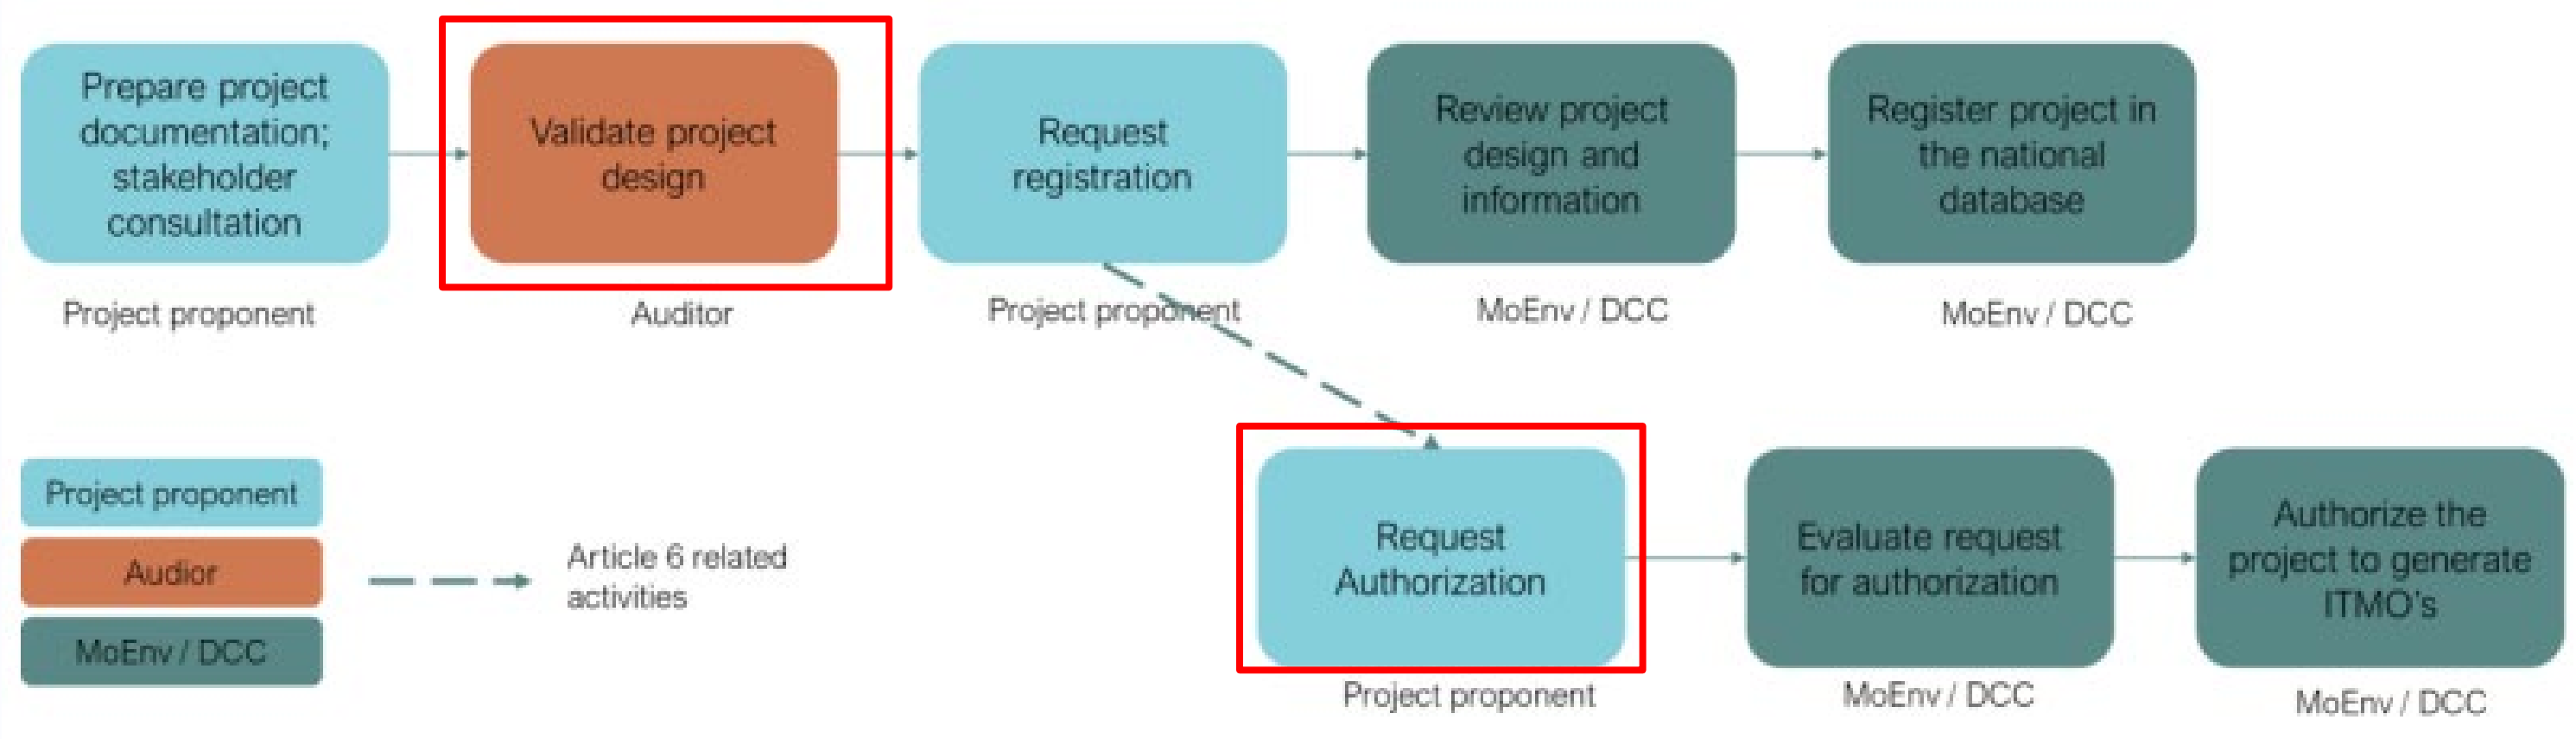 Prepare project
documentation;
stakeholder
consultation
Validate project
design
Request
registration
Review project
design and
information
Register project in
the national
database
Project proponent
Auditor
Project proponent
MoEnv / DCC
MoEnv / DCC
Project proponent
Audior
MoEnv / DCC
Article 6 related
activities
Request
Authorization
Evaluate request
for authorization
Authorize the
project to generate
ITMO's
Project proponent
MoEnv / DCC
MoEnv / DCC